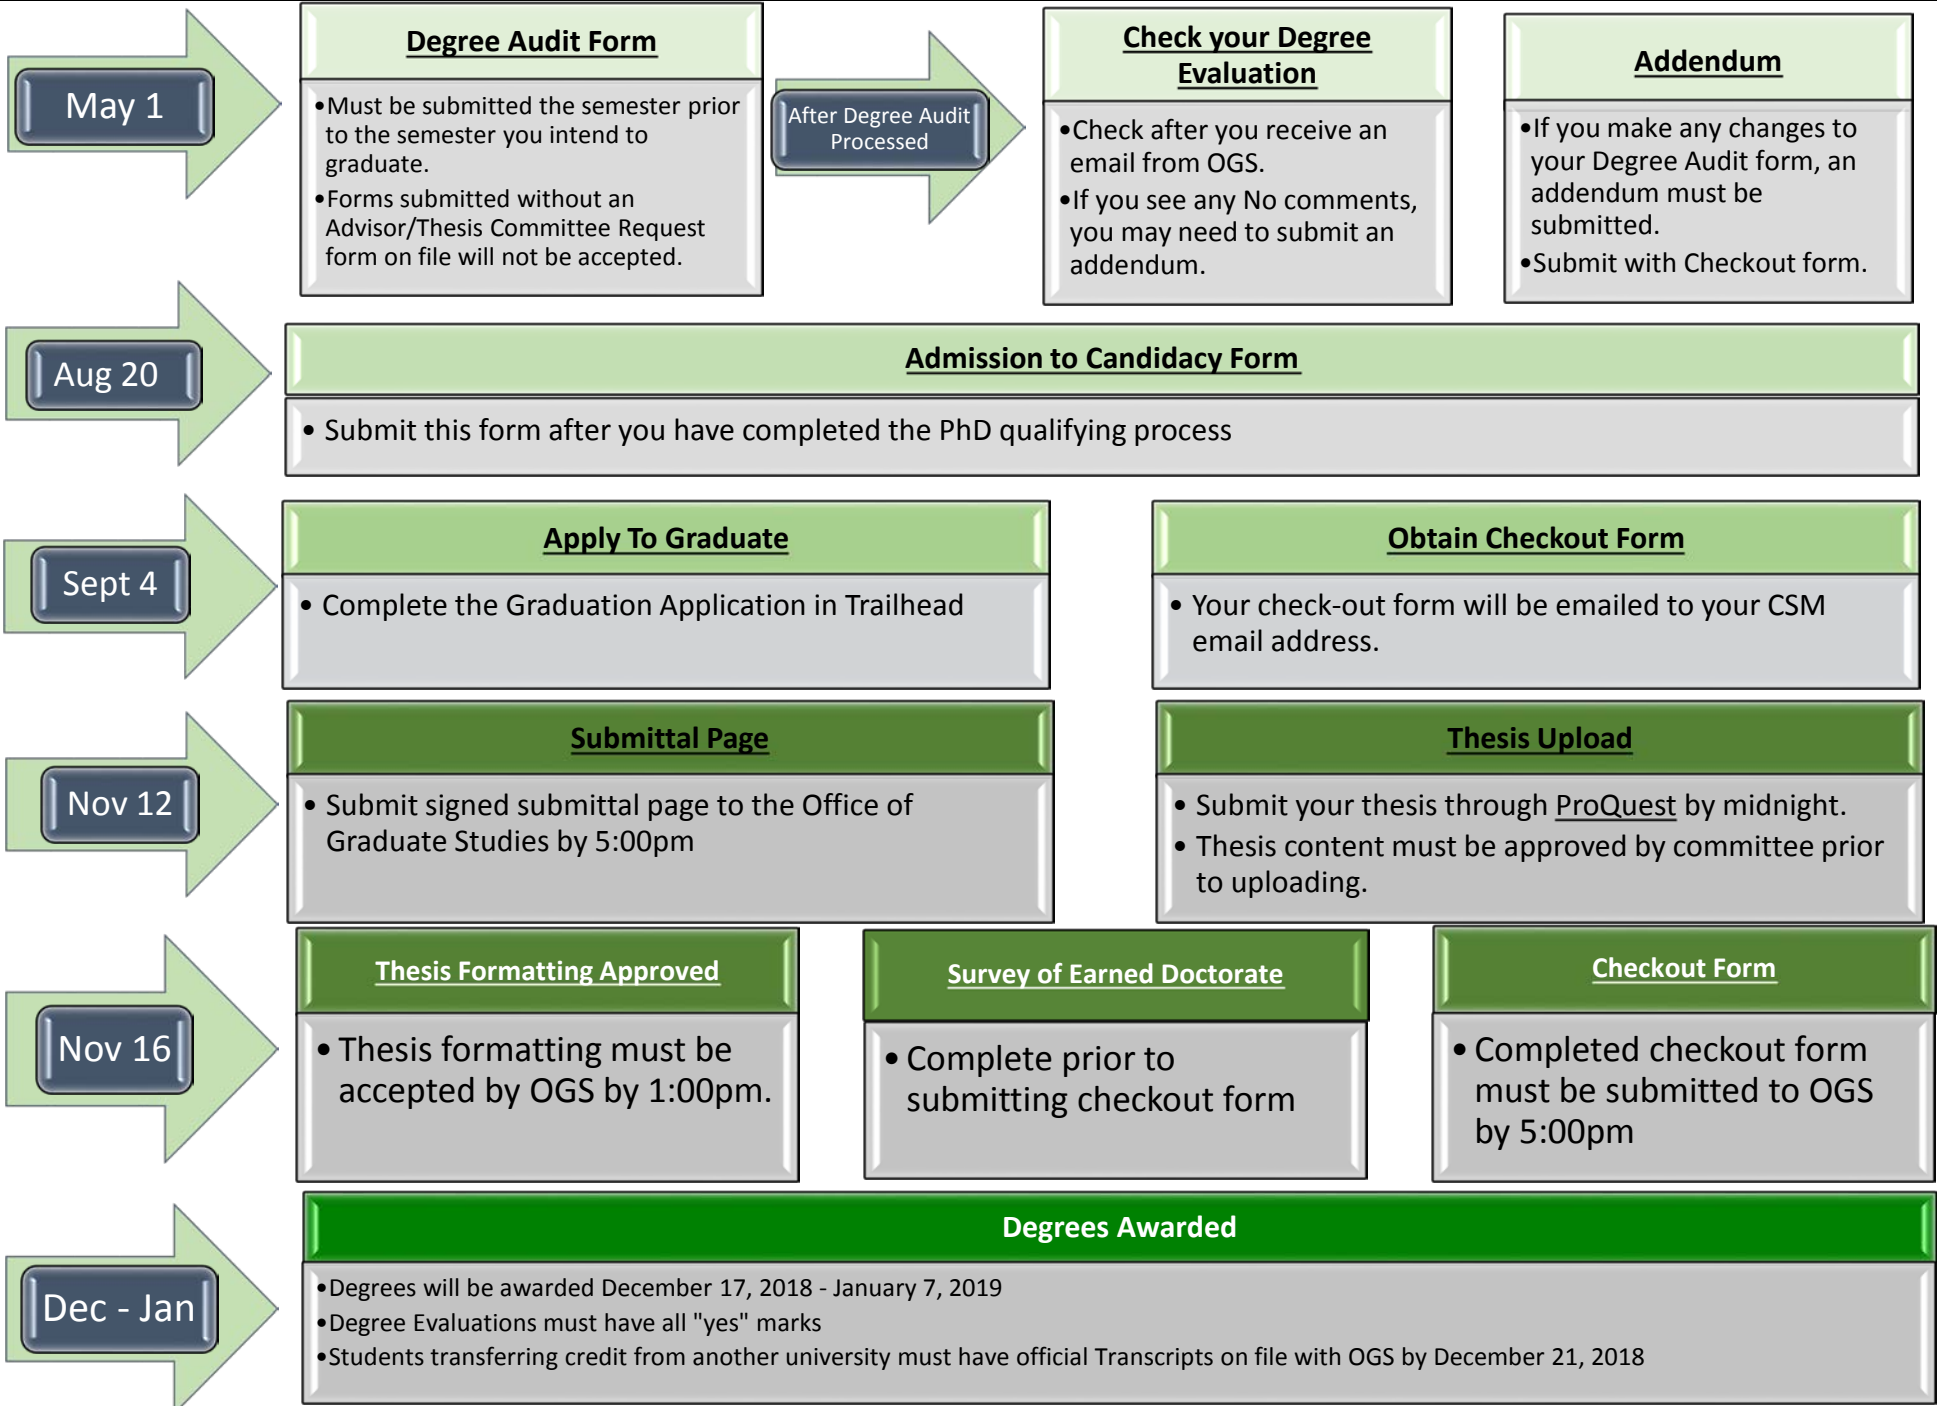 May 1
Degree Audit Form
•Must be submitted the semester prior
to the semester you intend to
graduate.
•Forms submitted without an
Advisor/Thesis Committee Request
form on file will not be accepted.
After Degree Audit
Processed
Check your Degree
Evaluation
•Check after you receive an
email from OGS.
•If you see any No comments,
you may need to submit an
addendum.
Addendum
•If you make any changes to
your Degree Audit form, an
addendum must be
submitted.
•Submit with Checkout form.
Aug 20
Admission to Candidacy Form
• Submit this form after you have completed the PhD qualifying process
Sept 4
Apply To Graduate
• Complete the Graduation Application in Trailhead
Obtain Checkout Form
• Your check-out form will be emailed to your CSM
email address.
Nov 12
Submittal Page
• Submit signed submittal page to the Office of
Graduate Studies by 5:00pm
Thesis Upload
• Submit your thesis through ProQuest by midnight.
• Thesis content must be approved by committee prior
to uploading.
Nov 16
Thesis Formatting Approved
• Thesis formatting must be
accepted by OGS by 1:00pm.
Survey of Earned Doctorate
• Complete prior to
submitting checkout form
Checkout Form
• Completed checkout form
must be submitted to OGS
by 5:00pm
Dec - Jan
Degrees Awarded
•Degrees will be awarded December 17, 2018 - January 7, 2019
•Degree Evaluations must have all "yes" marks
•Students transferring credit from another university must have official Transcripts on file with OGS by December 21, 2018